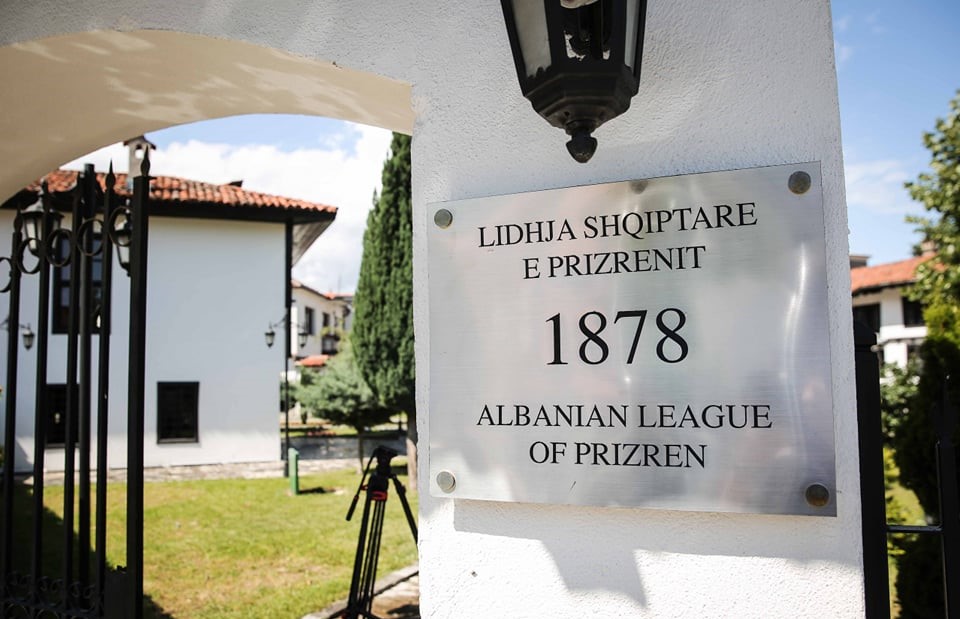 LIDHJA SHQIPTARE
E PRIZRENIT
1878
ALBANIAN LEAGUE
OF PRIZREN